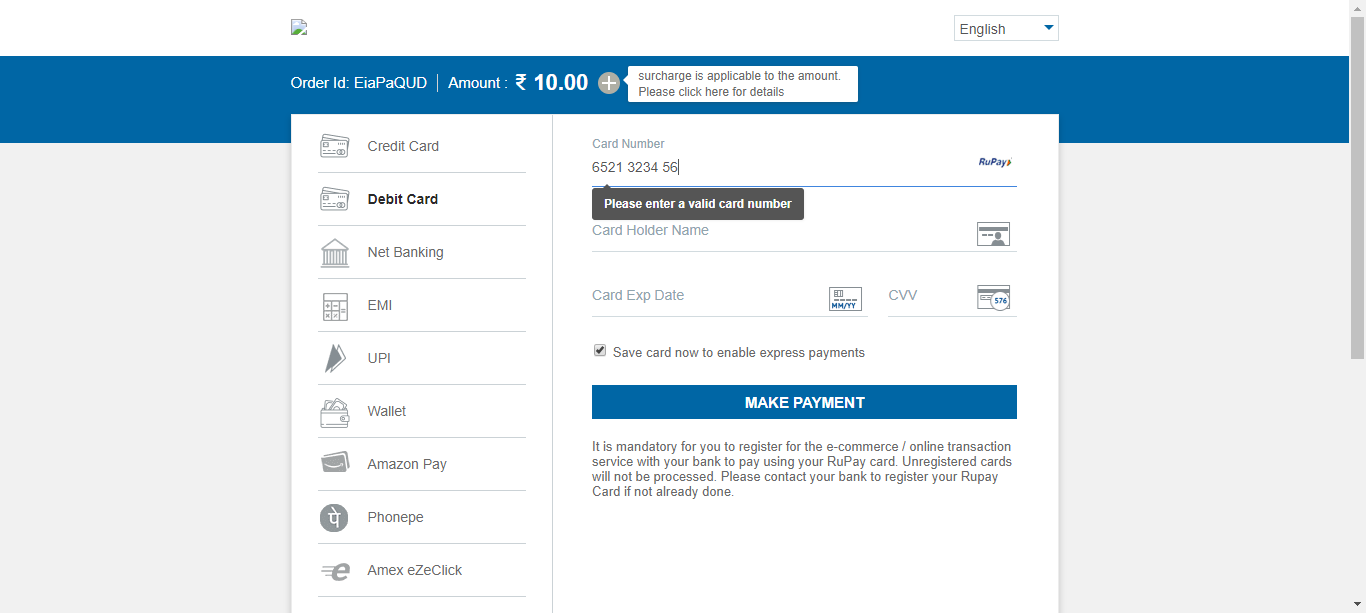 English
Order Id: EiaPaQUD
Amount : ₹ 10.00
surcharge is applicable to the amount.
Please click here for details
Credit Card
Debit Card
Net Banking
EMI
UPI
Wallet
Amazon Pay
पे
Phonepe
e
Amex eZeClick
Card Number
6521 3234 56
RuPay
Please enter a valid card number
Card Holder Name
Card Exp Date
MM/YY
CVV
576
Save card now to enable express payments
MAKE PAYMENT
It is mandatory for you to register for the e-commerce / online transaction
service with your bank to pay using your RuPay card. Unregistered cards
will not be processed. Please contact your bank to register your Rupay
Card if not already done.